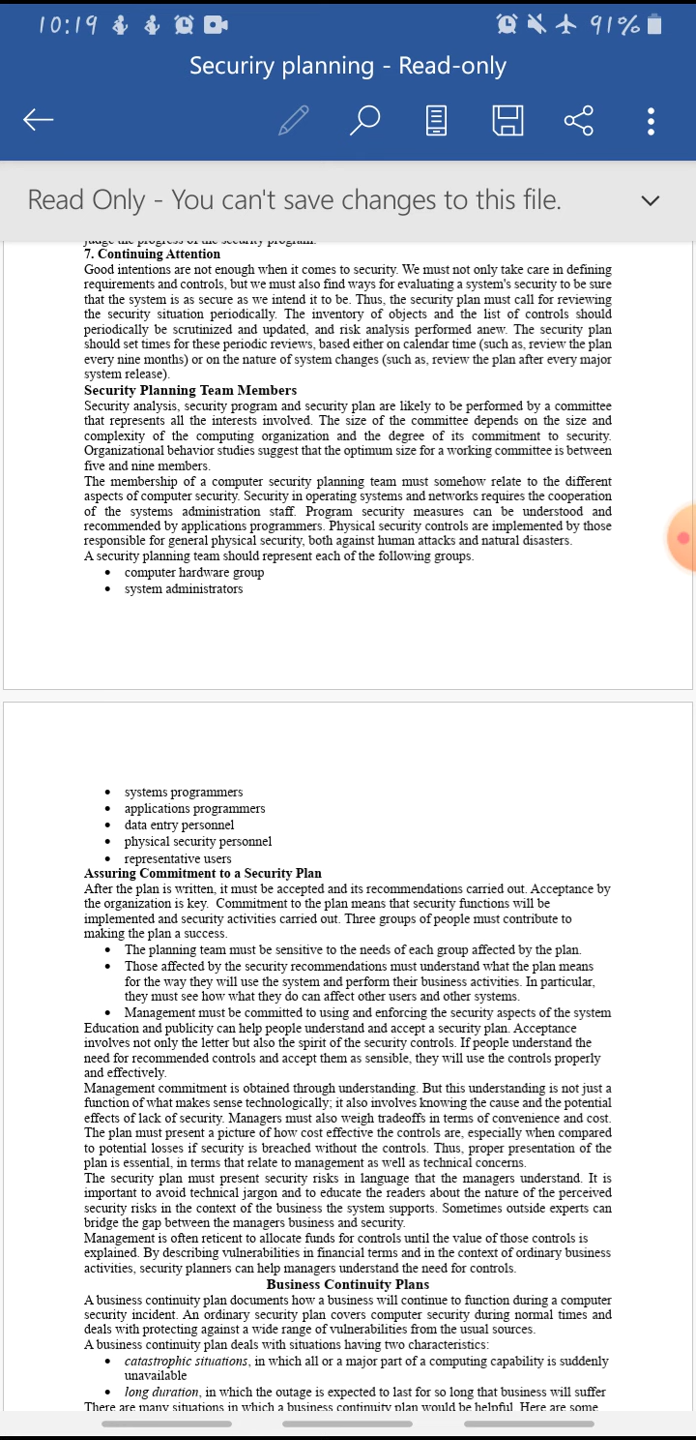 10:19 91%
Securiry planning - Read-only
Read Only - You can't save changes to this file.
judge the progress of the security program.
7. Continuing Attention
Good intentions are not enough when it comes to security. We must not only take care in defining
requirements and controls, but we must also find ways for evaluating a system's security to be sure
that the system is as secure as we intend it to be. Thus, the security plan must call for reviewing
the security situation periodically. The inventory of objects and the list of controls should
periodically be scrutinized and updated, and risk analysis performed anew. The security plan
should set times for these periodic reviews, based either on calendar time (such as, review the plan
every nine months) or on the nature of system changes (such as, review the plan after every major
system release).
Security Planning Team Members
Security analysis, security program and security plan are likely to be performed by a committee
that represents all the interests involved. The size of the committee depends on the size and
complexity of the computing organization and the degree of its commitment to security.
Organizational behavior studies suggest that the optimum size for a working committee is between
five and nine members.
The membership of a computer security planning team must somehow relate to the different
aspects of computer security. Security in operating systems and networks requires the cooperation
of the systems administration staff. Program security measures can be understood and
recommended by applications programmers. Physical security controls are implemented by those
responsible for general physical security, both against human attacks and natural disasters.
A security planning team should represent each of the following groups.
• computer hardware group
• system administrators
• systems programmers
• applications programmers
• data entry personnel
• physical security personnel
• representative users
Assuring Commitment to a Security Plan
After the plan is written, it must be accepted and its recommendations carried out. Acceptance by
the organization is key. Commitment to the plan means that security functions will be
implemented and security activities carried out. Three groups of people must contribute to
making the plan a success.
• The planning team must be sensitive to the needs of each group affected by the plan.
• Those affected by the security recommendations must understand what the plan means
for the way they will use the system and perform their business activities. In particular,
they must see how what they do can affect other users and other systems.
• Management must be committed to using and enforcing the security aspects of the system
Education and publicity can help people understand and accept a security plan. Acceptance
involves not only the letter but also the spirit of the security controls. If people understand the
need for recommended controls and accept them as sensible, they will use the controls properly
and effectively.
Management commitment is obtained through understanding. But this understanding is not just a
function of what makes sense technologically; it also involves knowing the cause and the potential
effects of lack of security. Managers must also weigh tradeoffs in terms of convenience and cost.
The plan must present a picture of how cost effective the controls are, especially when compared
to potential losses if security is breached without the controls. Thus, proper presentation of the
plan is essential, in terms that relate to management as well as technical concerns.
The security plan must present security risks in language that the managers understand. It is
important to avoid technical jargon and to educate the readers about the nature of the perceived
security risks in the context of the business the system supports. Sometimes outside experts can
bridge the gap between the managers business and security.
Management is often reticent to allocate funds for controls until the value of those controls is
explained. By describing vulnerabilities in financial terms and in the context of ordinary business
activities, security planners can help managers understand the need for controls.
Business Continuity Plans
A business continuity plan documents how a business will continue to function during a computer
security incident. An ordinary security plan covers computer security during normal times and
deals with protecting against a wide range of vulnerabilities from the usual sources.
A business continuity plan deals with situations having two characteristics:
• catastrophic situations, in which all or a major part of a computing capability is suddenly
unavailable
• long duration, in which the outage is expected to last for so long that business will suffer
There are many situations in which a business continuity plan would be helpful. Here are some